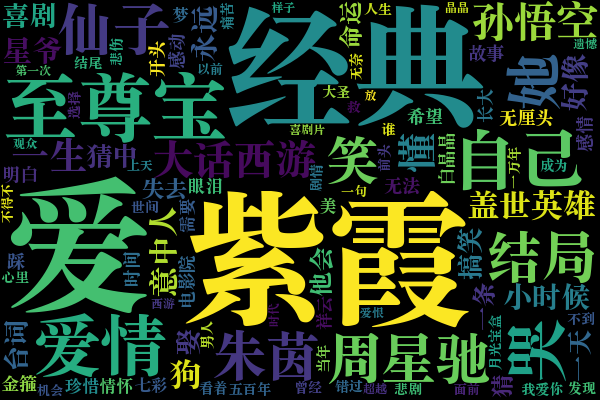 喜剧
仙子
梦
痛苦
永远
经典
命运
人生
晶晶
孙悟空
遗憾
星爷
悲伤
感动
开头
无奈
样子
故事
她
好像
第一次
结尾
以前
至尊宝
选择
大圣
终
放
希望
长大
无厘头
感情
观众
喜剧片
谁
一生
猜中
上天
大话西游
笑
前头
懂
白晶晶
自己
一万年
成为
明白
剧情
不得不
失去
眼泪
一句
无法
爱
世间
需要
意中人
美
紫霞
盖世英雄
心里
踩
时间
电影院
他会
搞笑
结局
祥云
爱恨
时代
一条
小时候
台词
爱情
娶
男人
朱茵
当年
周星驰
月光宝盒
哭
不到
一天
狗
猜
金箍
机会
珍惜
情怀
七彩
看着
五百年
曾经
错过
超越
悲剧
面前
我爱你
发现